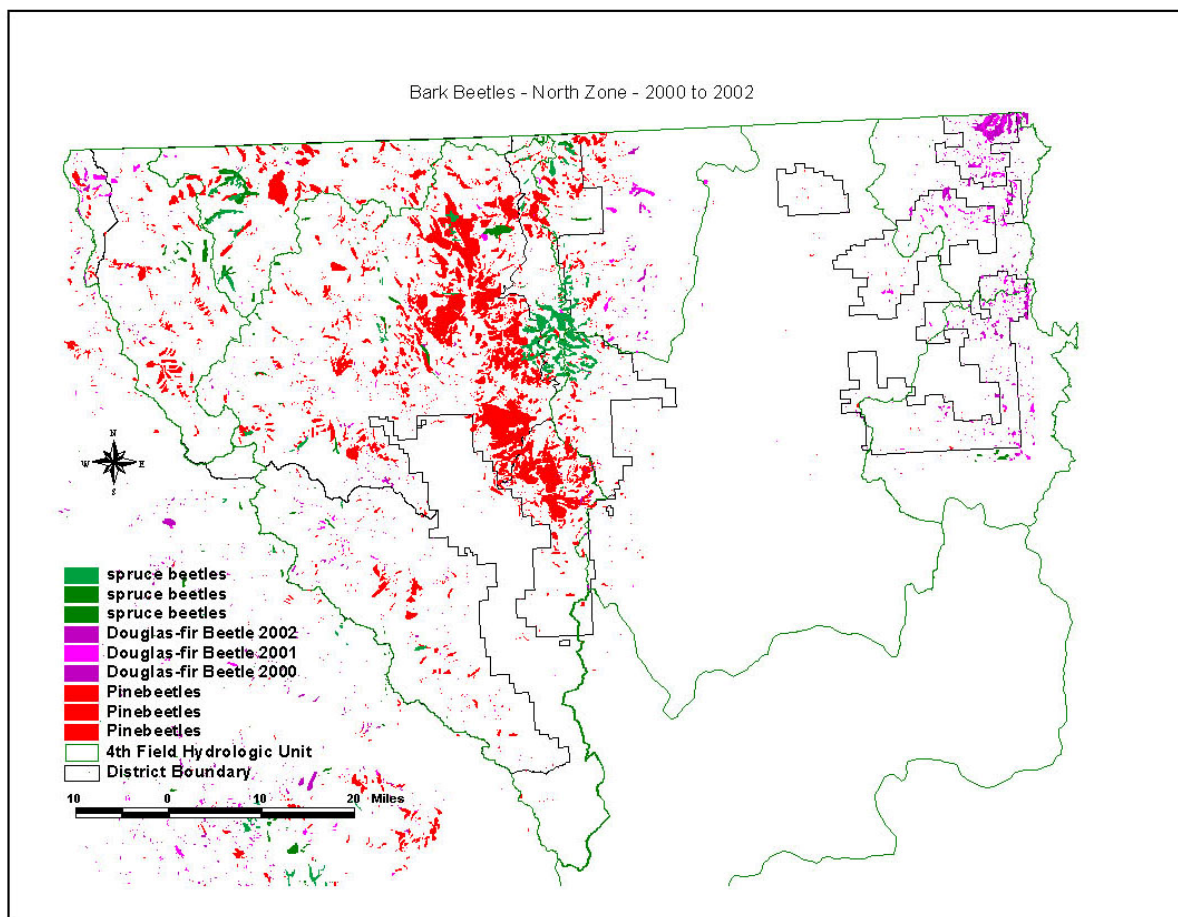 Bark Beetles - North Zone - 2000 to 2002
N
W E
S
spruce beetles
spruce beetles
spruce beetles
Douglas-fir Beetle 2002
Douglas-fir Beetle 2001
Douglas-fir Beetle 2000
Pinebeetles
Pinebeetles
Pinebeetles
4th Field Hydrologic Unit
District Boundary
10 0 10 20 Miles